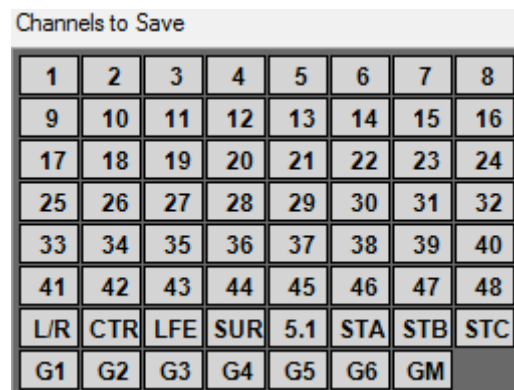 Channels to Save
1 2 3 4 5 6 7 8
9 10 11 12 13 14 15 16
17 18 19 20 21 22 23 24
25 26 27 28 29 30 31 32
33 34 35 36 37 38 39 40
41 42 43 44 45 46 47 48
L/R CTR LFE SUR 5.1 STA STB STC
G1 G2 G3 G4 G5 G6 GM